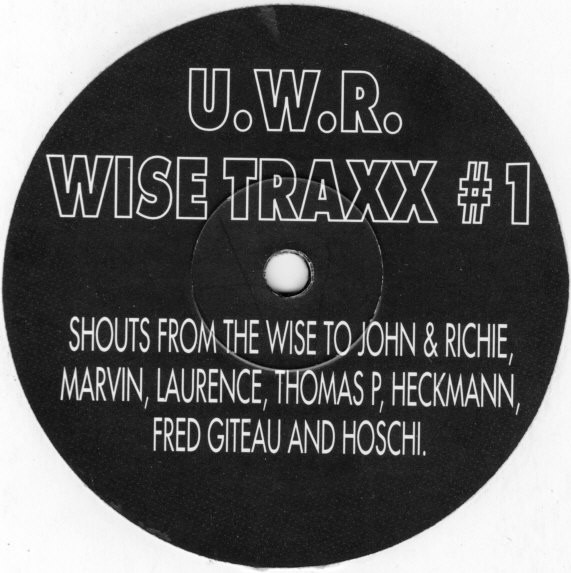 U.W.R.
WISE TRAXX #1
SHOUTS FROM THE WISE TO JOHN & RICHIE,
MARVIN, LAURENCE, THOMAS P, HECKMANN,
FRED GITEAU AND HOSCHI.